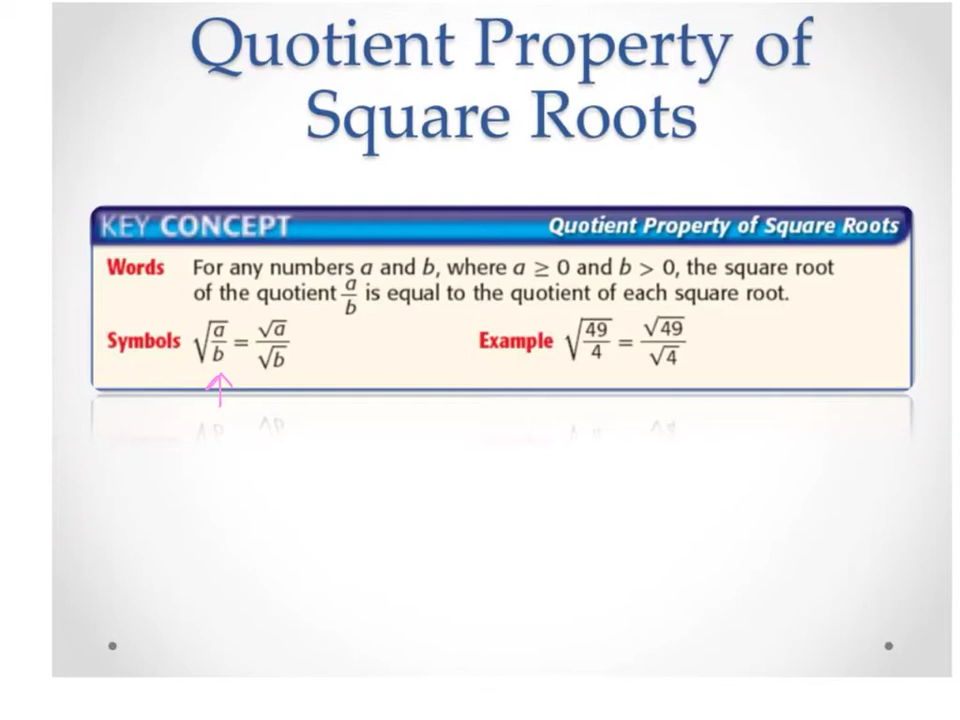 Quotient Property of
Square Roots
KEY CONCEPT Quotient Property of Square Roots
Words For any numbers a and b, where a ≥ 0 and b > 0, the square root
of the quotient a/b is equal to the quotient of each square root.
Symbols √(a/b) = √a/√b Example √(49/4) = √49/√4